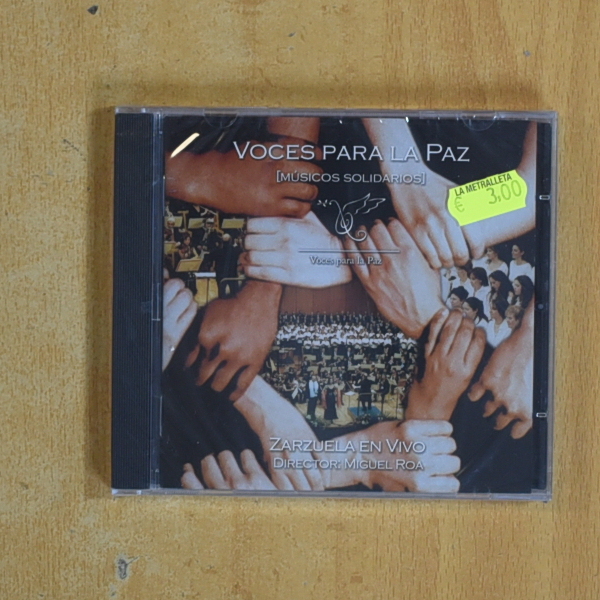 VOCES PARA LA PAZ
[MÚSICOS SOLIDARIOS]
LA METRALLETA
€ 3,00
Voces para la Paz
ZARZUELA EN VIVO
DIRECTOR: MIGUEL ROA